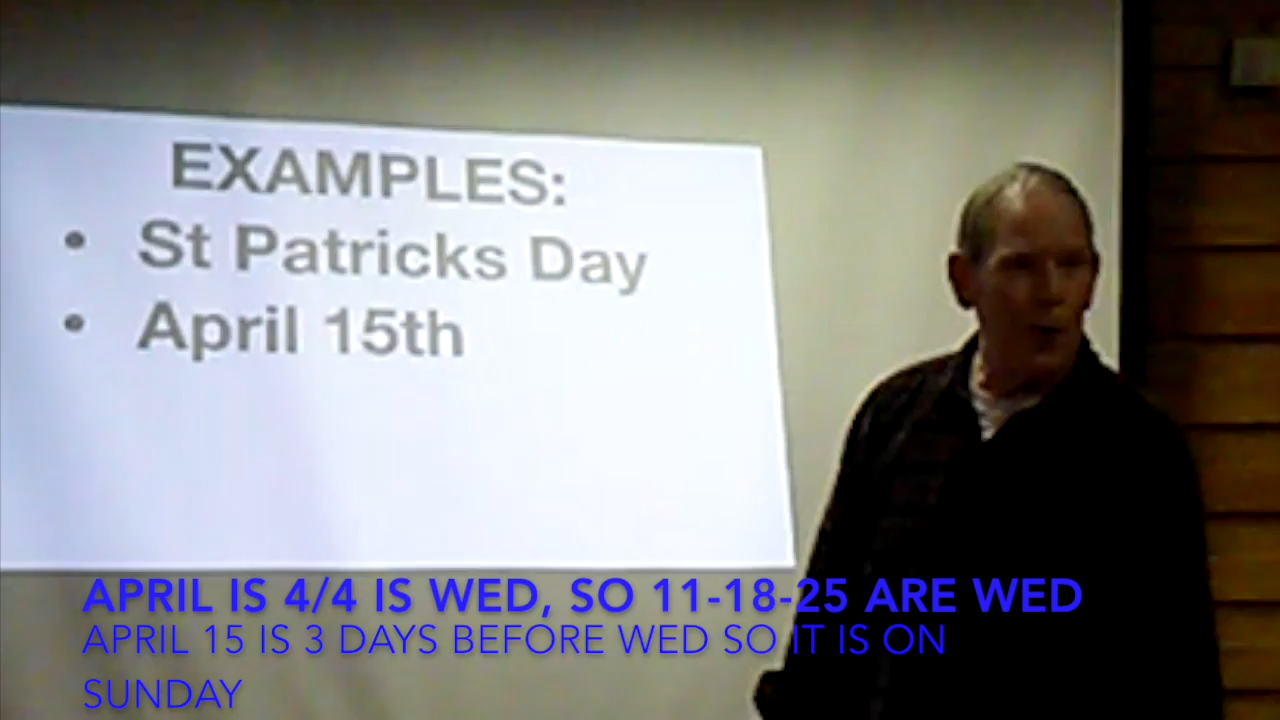 EXAMPLES:
• St Patricks Day
• April 15th
APRIL IS 4/4 IS WED, SO 11-18-25 ARE WED
APRIL 15 IS 3 DAYS BEFORE WED SO IT IS ON
SUNDAY